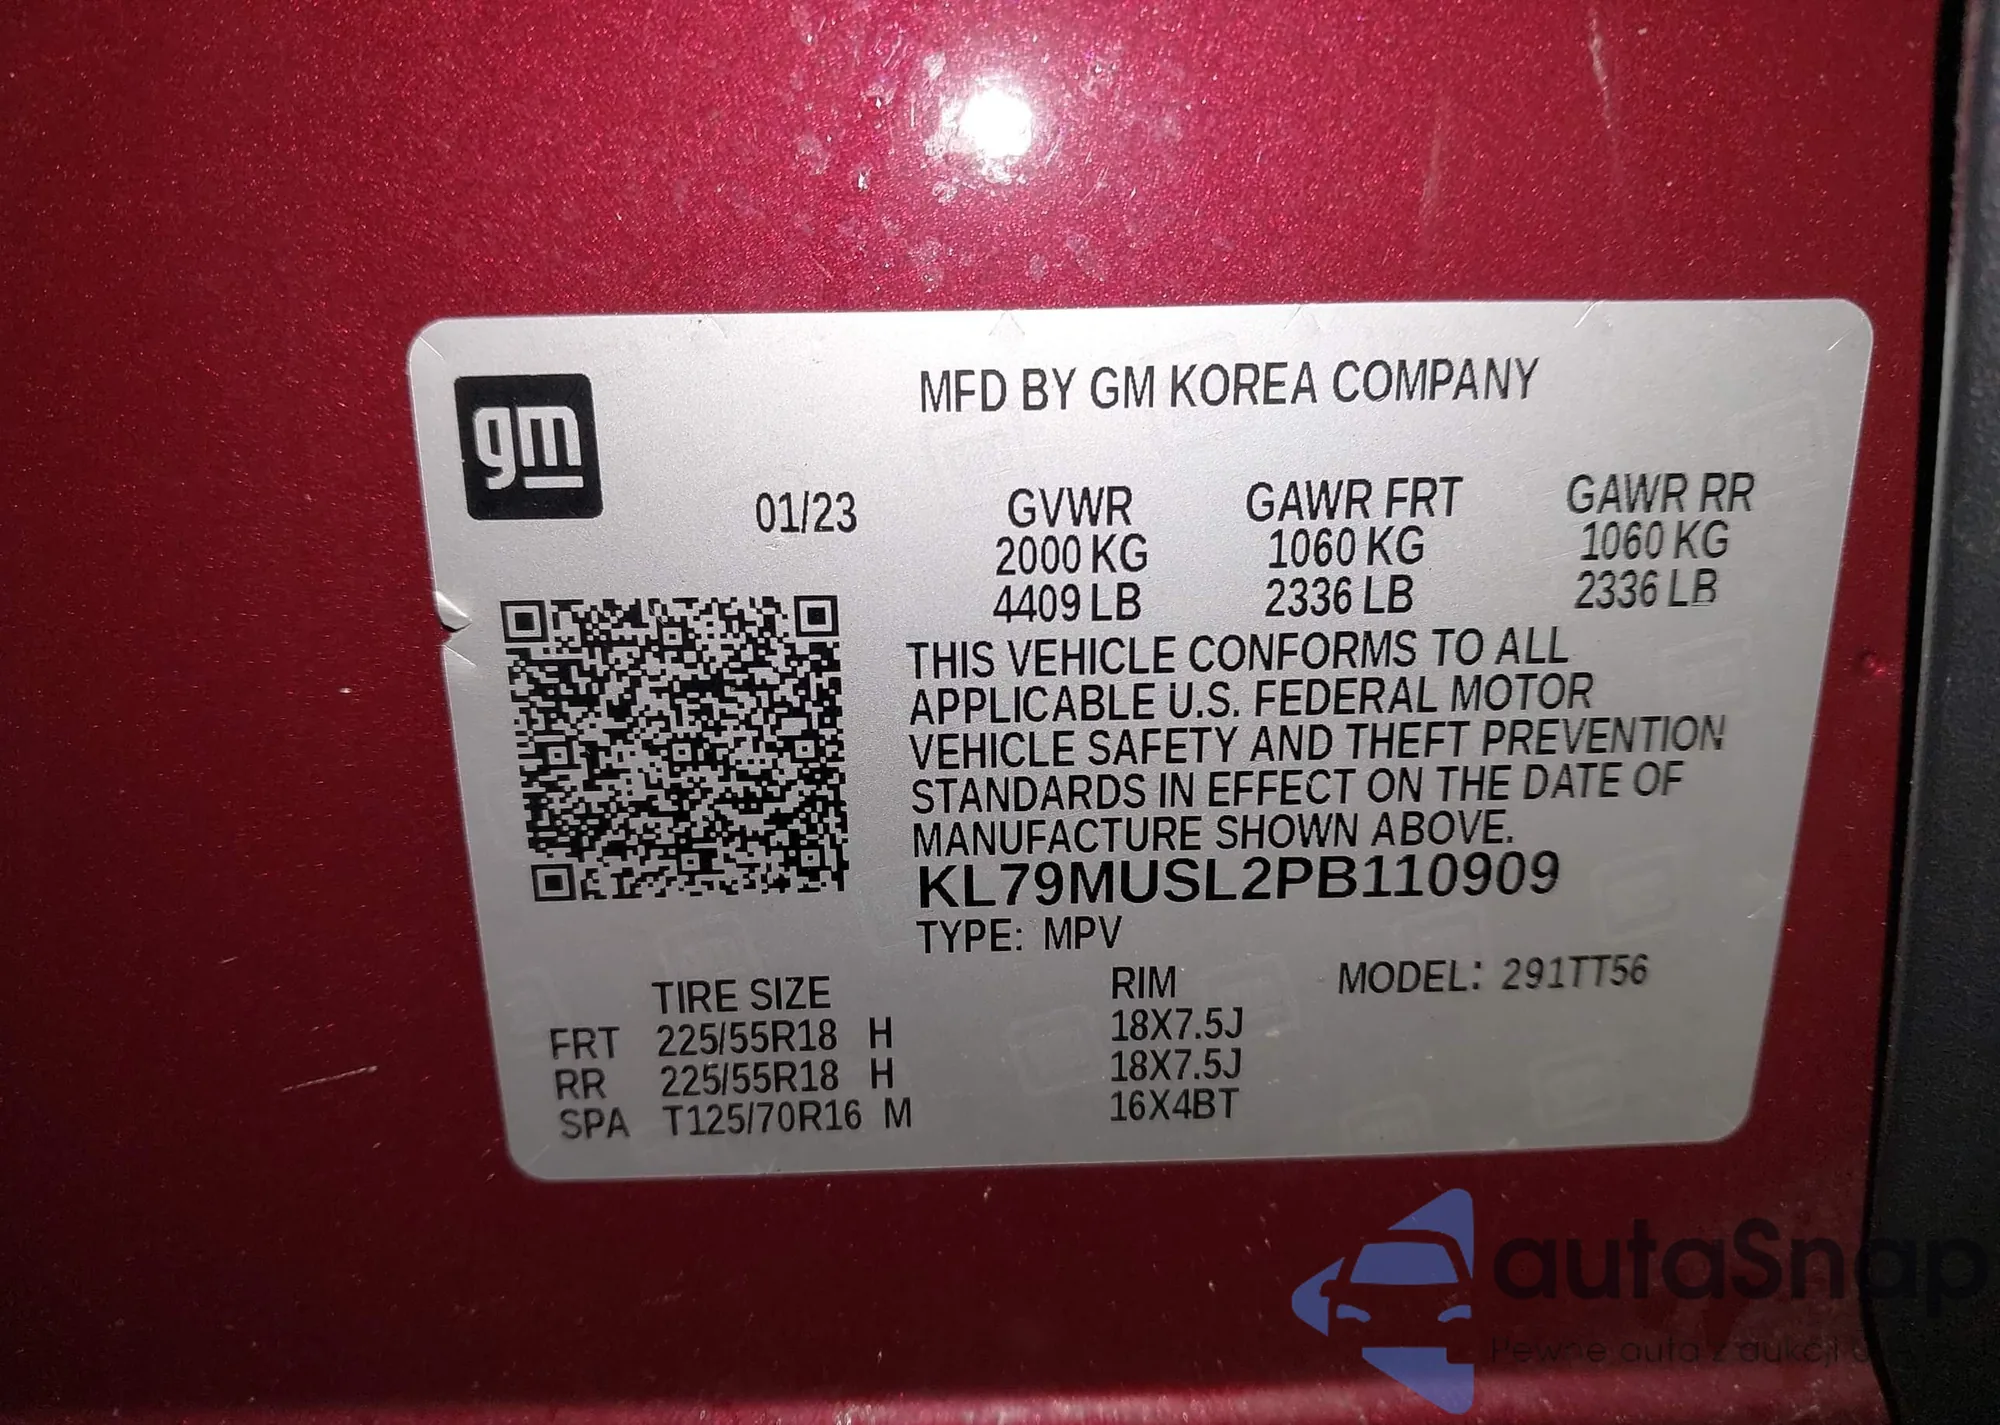 gm
MFD BY GM KOREA COMPANY
01/23
GVWR GAWR FRT GAWR RR
2000 KG 1060 KG 1060 KG
4409 LB 2336 LB 2336 LB
THIS VEHICLE CONFORMS TO ALL
APPLICABLE U.S. FEDERAL MOTOR
VEHICLE SAFETY AND THEFT PREVENTION
STANDARDS IN EFFECT ON THE DATE OF
MANUFACTURE SHOWN ABOVE.
KL79MUSL2PB110909
TYPE: MPV
TIRE SIZE RIM MODEL: 291TT56
FRT 225/55R18 H 18X7.5J
RR 225/55R18 H 18X7.5J
SPA T125/70R16 M 16X4BT
autaSnap
Pewne auta z aukcji